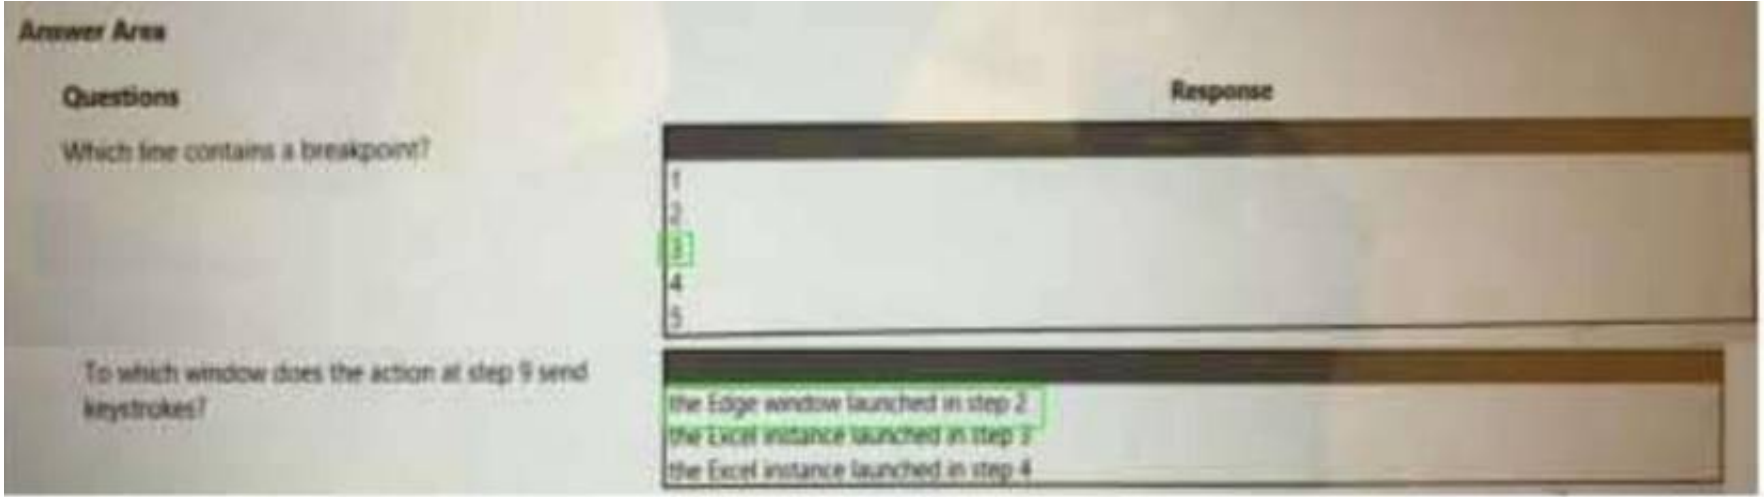 Answer Area
Questions
Response
Which line contains a breakpoint?
1
2
3
4
5
To which window does the action at step 9 send
keystrokes?
the Edge window launched in step 2
the Excel instance launched in step 3
the Excel instance launched in step 4